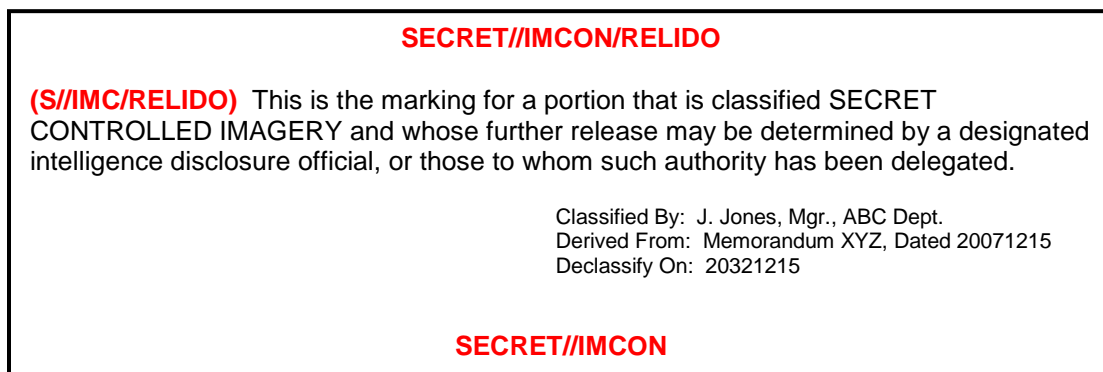 SECRET//IMCON/RELIDO
(S//IMC/RELIDO) This is the marking for a portion that is classified SECRET
CONTROLLED IMAGERY and whose further release may be determined by a designated
intelligence disclosure official, or those to whom such authority has been delegated.
Classified By: J. Jones, Mgr., ABC Dept.
Derived From: Memorandum XYZ, Dated 20071215
Declassify On: 20321215
SECRET//IMCON